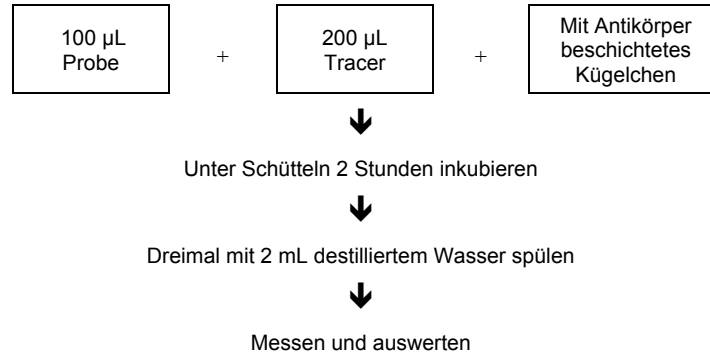 100 µL
Probe
+
200 µL
Tracer
+
Mit Antikörper
beschichtetes
Kügelchen
Unter Schütteln 2 Stunden inkubieren
Dreimal mit 2 mL destilliertem Wasser spülen
Messen und auswerten